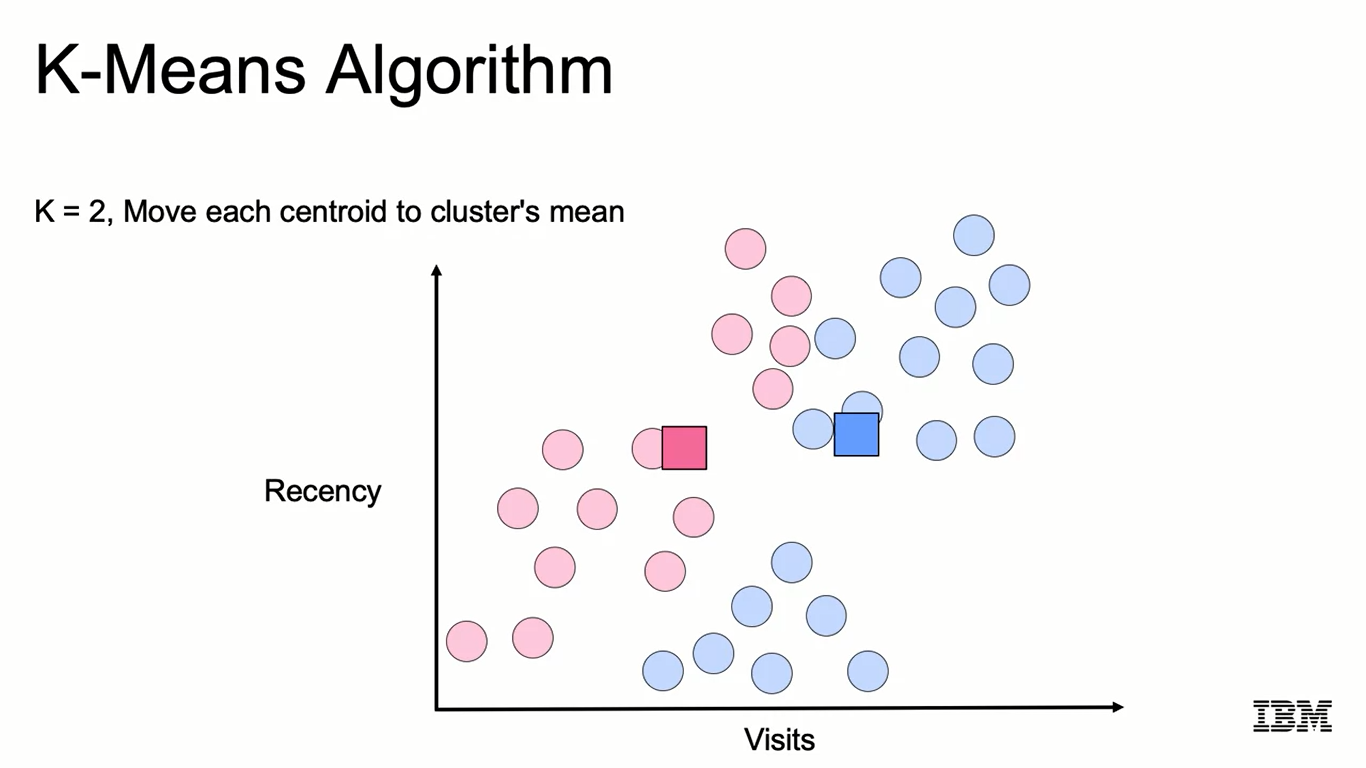 K-Means Algorithm
K = 2, Move each centroid to cluster's mean
Recency
Visits
IBM